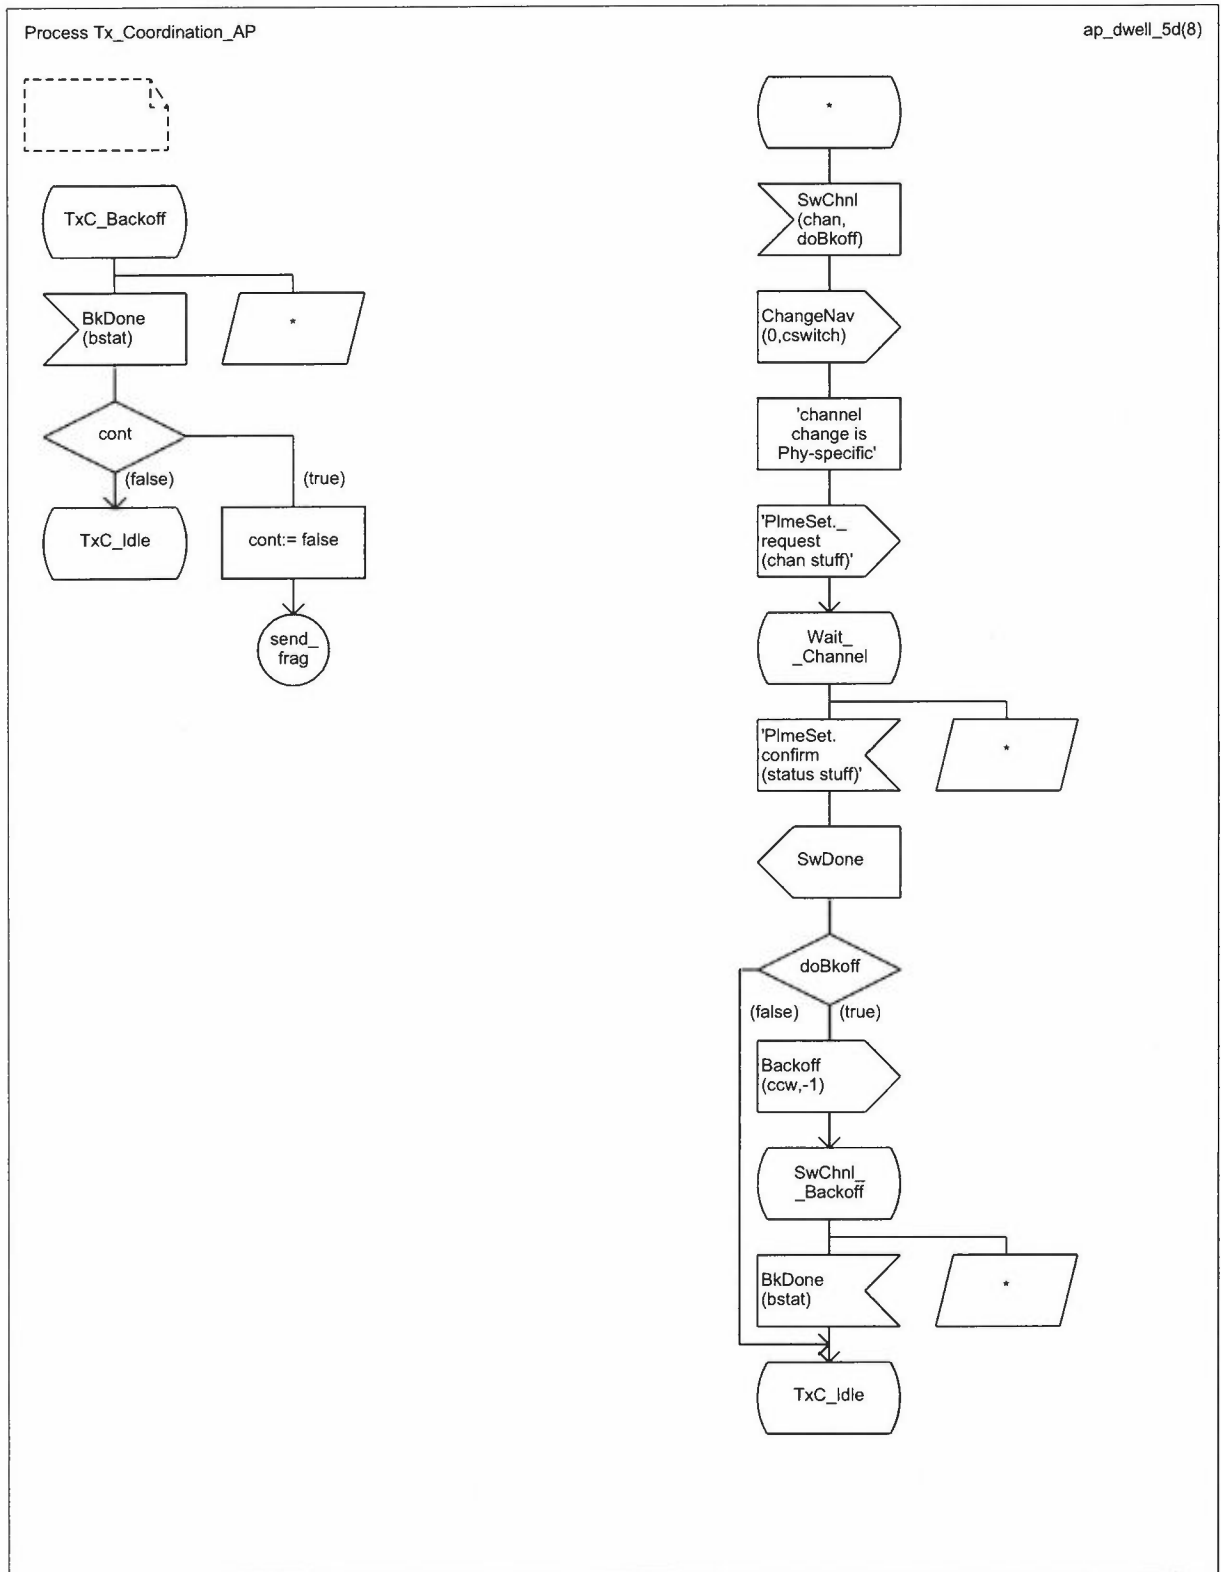 Process Tx_Coordination_AP
ap_dwell_5d(8)
TxC_Backoff
BkDone
(bstat)
*
cont
(false)
(true)
TxC_Idle
cont:= false
send_
frag
*
SwChnl
(chan,
doBkoff)
ChangeNav
(0,cswitch)
'channel
change is
Phy-specific'
'PlmeSet._
request
(chan stuff)'
Wait_
_Channel
'PlmeSet.
confirm
(status stuff)'
*
SwDone
doBkoff
(false)
(true)
Backoff
(ccw,-1)
SwChnl_
_Backoff
BkDone
(bstat)
*
TxC_Idle